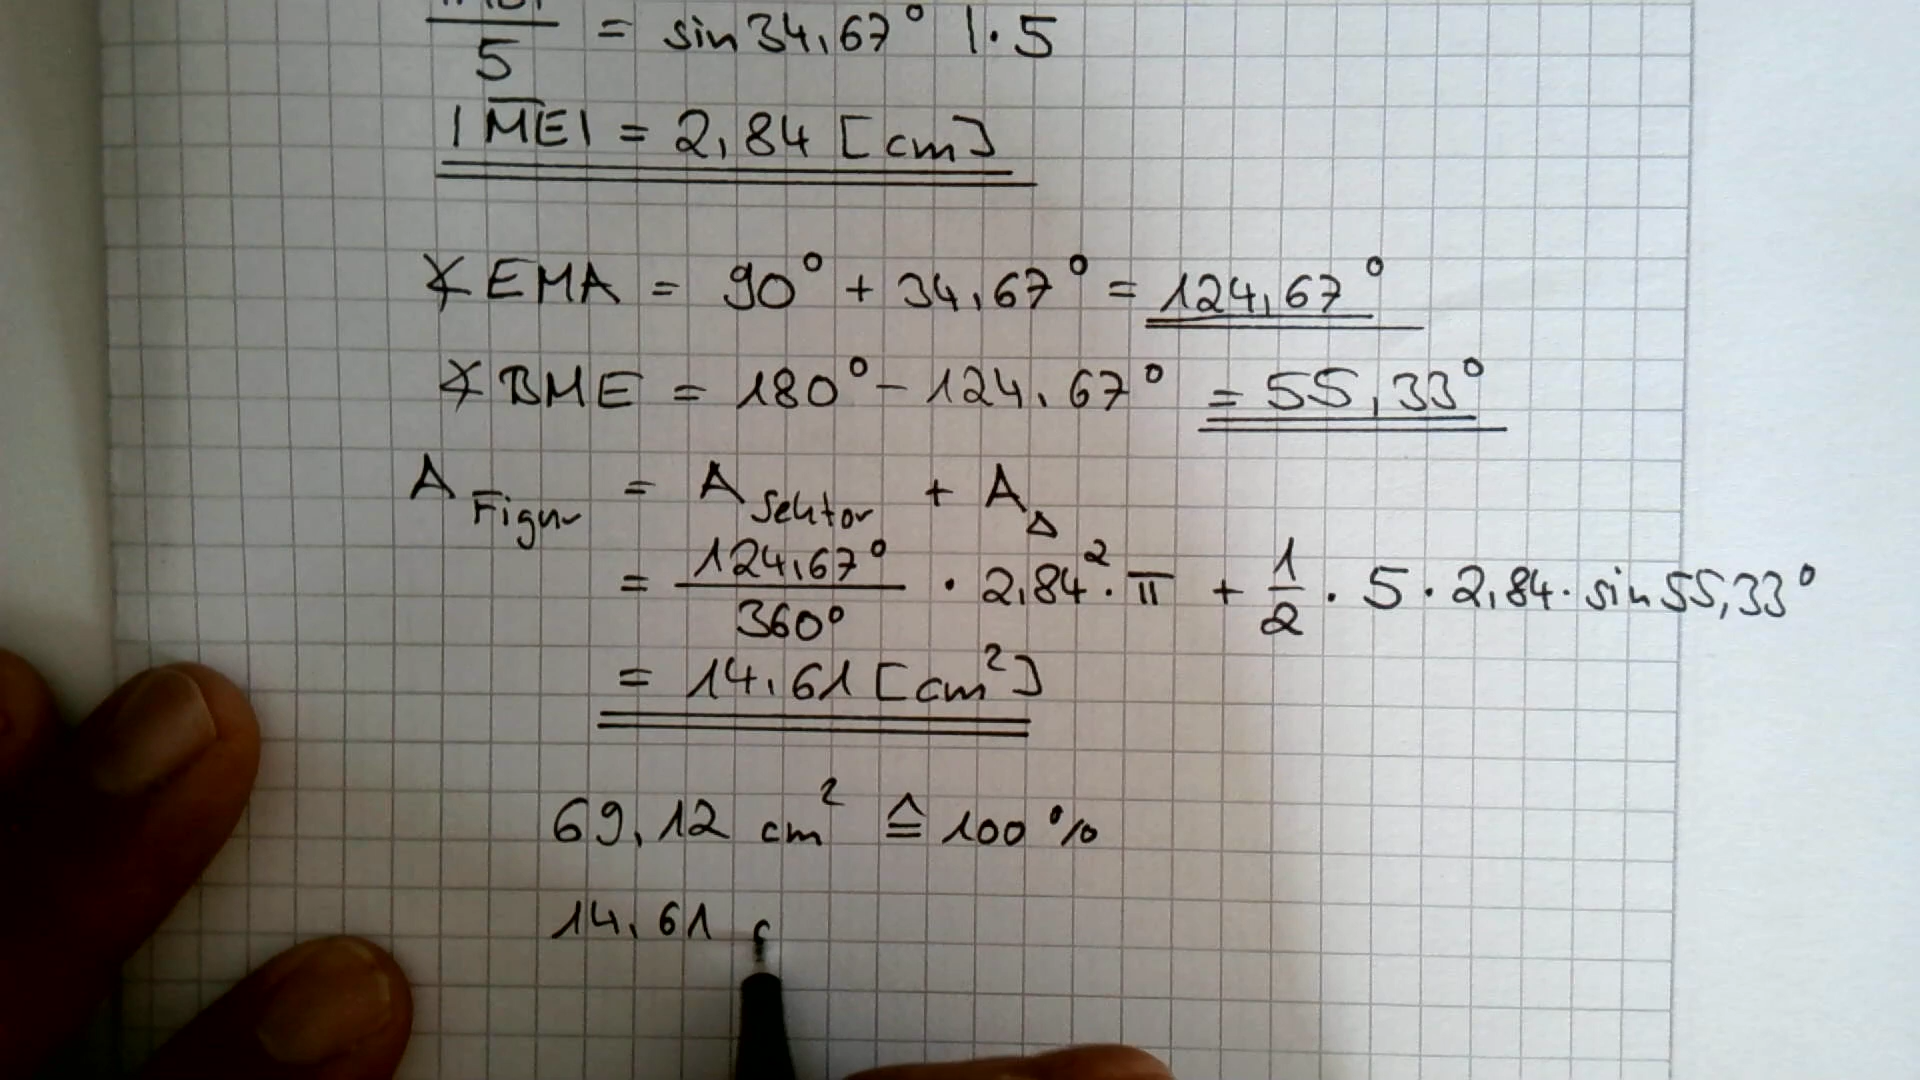 5 = sin 34,67° | · 5
|ME| = 2,84 [cm]
∢ EMA = 90° + 34,67° = 124,67°
∢ BME = 180° - 124,67° = 55,33°
A Figur = A Sektor + A Δ
= 124,67° / 360° · 2,84² · π + 1/2 · 5 · 2,84 · sin 55,33°
= 14,61 [cm²]
69,12 cm² ≙ 100 %
14,61 c